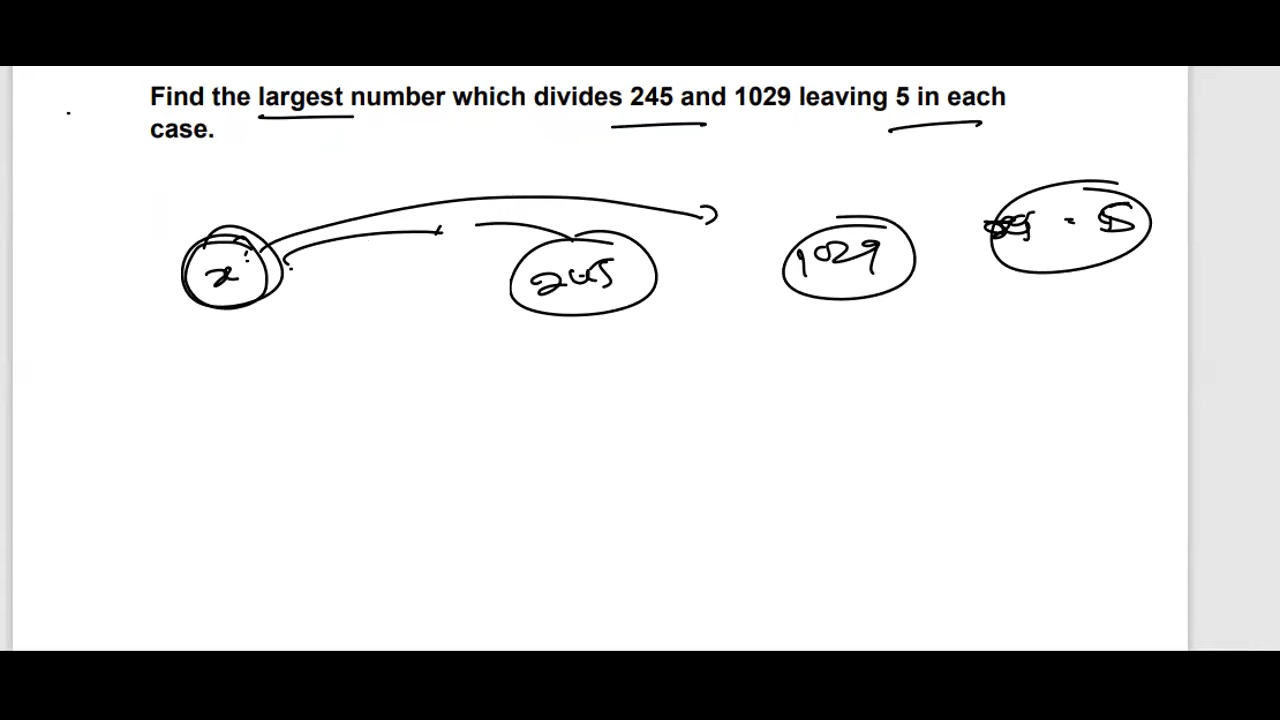 Find the largest number which divides 245 and 1029 leaving 5 in each
case.
x 245 1029 = 5